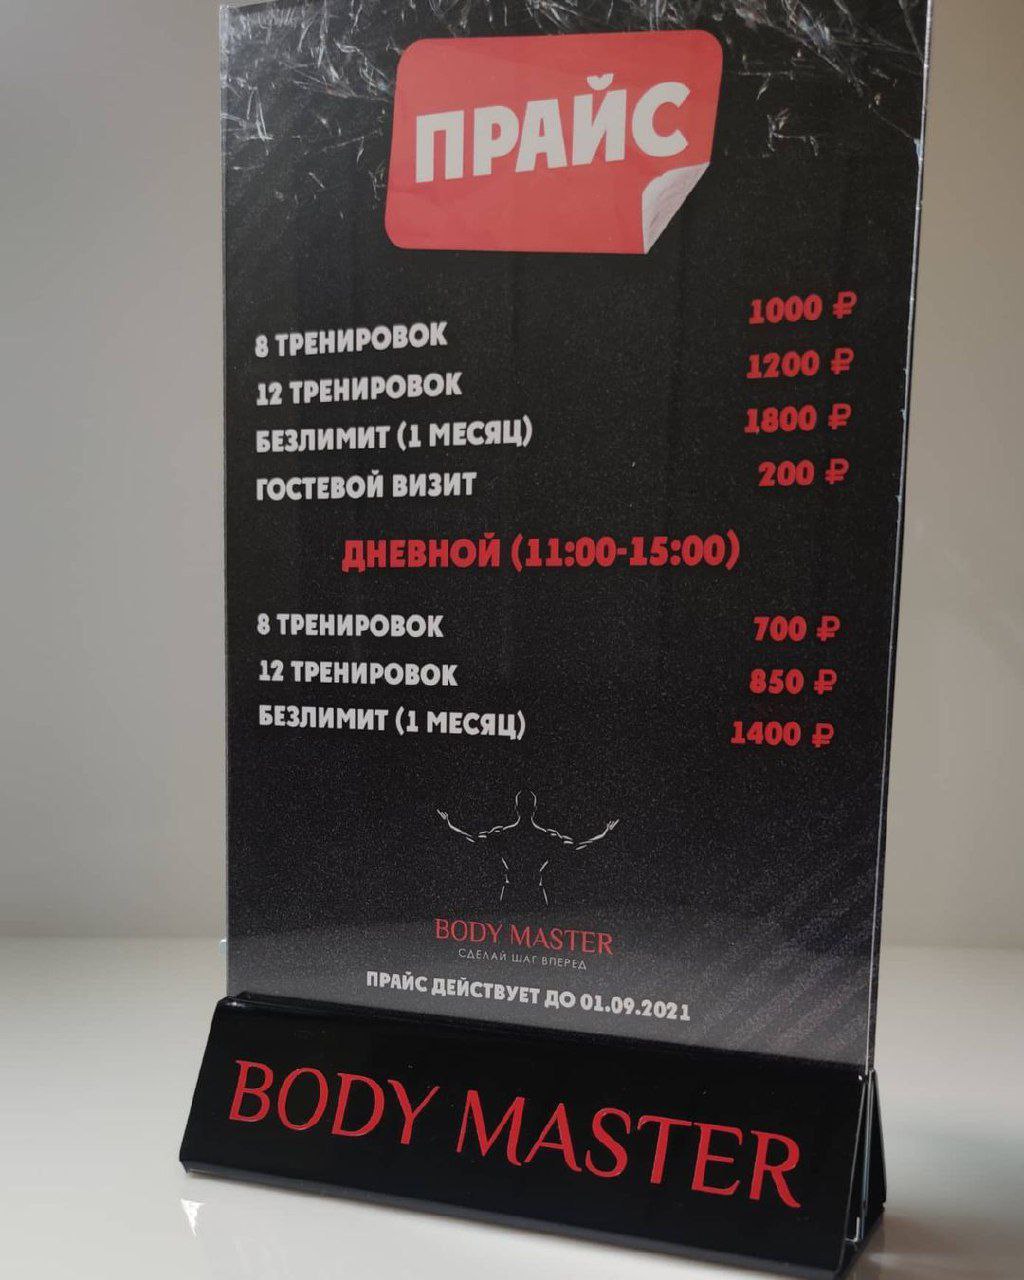 ПРАЙС
8 ТРЕНИРОВОК 1000 ₽
12 ТРЕНИРОВОК 1200 ₽
БЕЗЛИМИТ (1 МЕСЯЦ) 1800 ₽
ГОСТЕВОЙ ВИЗИТ 200 ₽
ДНЕВНОЙ (11:00-15:00)
8 ТРЕНИРОВОК 700 ₽
12 ТРЕНИРОВОК 850 ₽
БЕЗЛИМИТ (1 МЕСЯЦ) 1400 ₽
BODY MASTER
СДЕЛАЙ ШАГ ВПЕРЕД
ПРАЙС ДЕЙСТВУЕТ ДО 01.09.2021
BODY MASTER